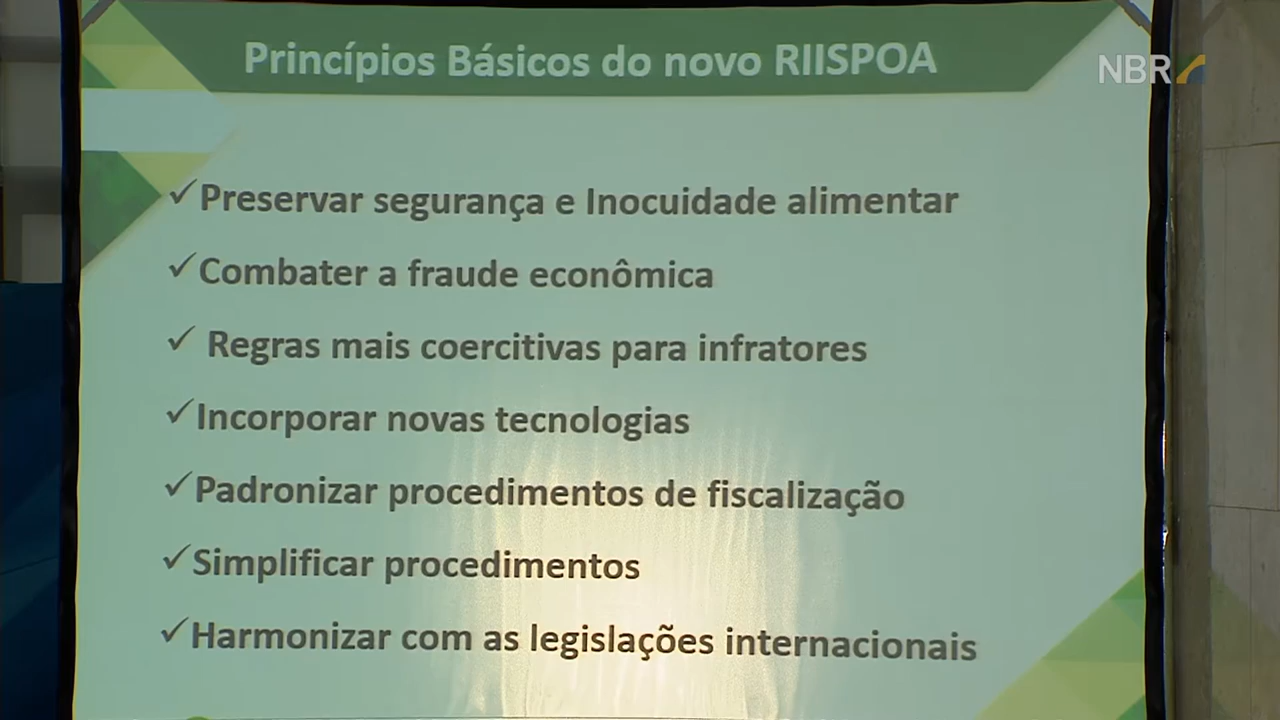 Princípios Básicos do novo RIISPOA
NBR
✓Preservar segurança e Inocuidade alimentar
✓Combater a fraude econômica
✓ Regras mais coercitivas para infratores
✓Incorporar novas tecnologias
✓Padronizar procedimentos de fiscalização
✓Simplificar procedimentos
✓Harmonizar com as legislações internacionais